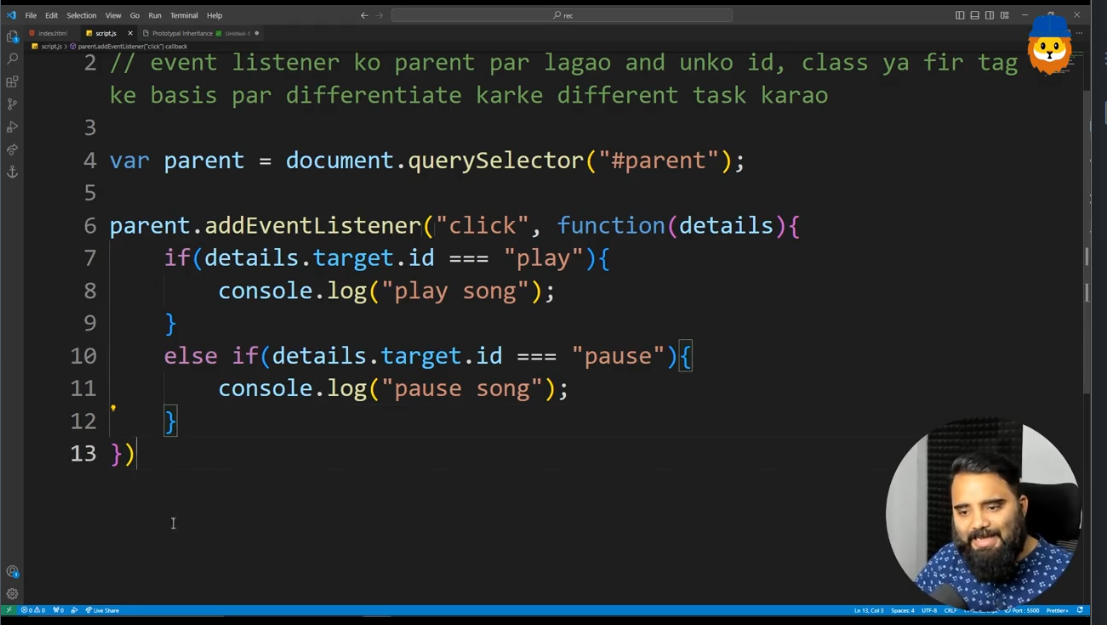 File Edit Selection View Go Run Terminal Help
rec
index.html script.js Prototypal Inheritance Untitled-1
script.js parent.addEventListener("click") callback
2 // event listener ko parent par lagao and unko id, class ya fir tag
ke basis par differentiate karke different task karao
3
4 var parent = document.querySelector("#parent");
5
6 parent.addEventListener("click", function(details){
7 if(details.target.id === "play"){
8 console.log("play song");
9 }
10 else if(details.target.id === "pause"){
11 console.log("pause song");
12 }
13 })
0 0 0 Live Share Ln 13, Col 3 Spaces: 4 UTF-8 CRLF Port : 5500 Prettier+